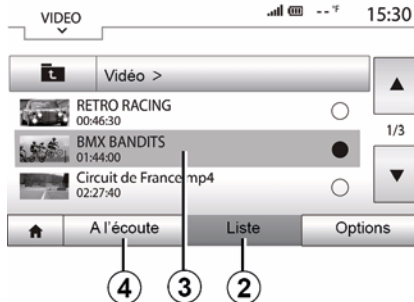 VIDEO
-- °F
15:30
Vidéo >
RETRO RACING
00:46:30
BMX BANDITS
01:44:00
1/3
Circuit de France.mp4
02:27:40
A l'écoute
Liste
Options
4
3
2